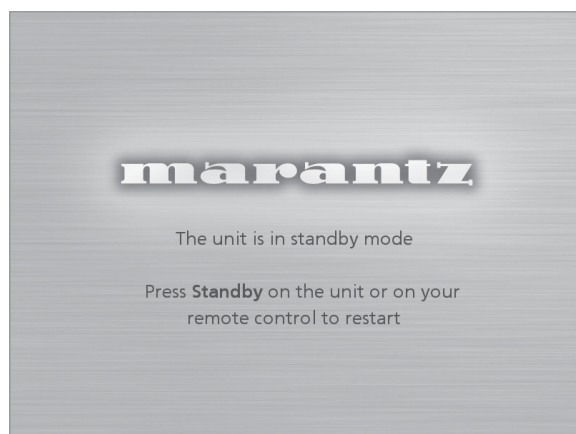 marantz
The unit is in standby mode
Press Standby on the unit or on your
remote control to restart